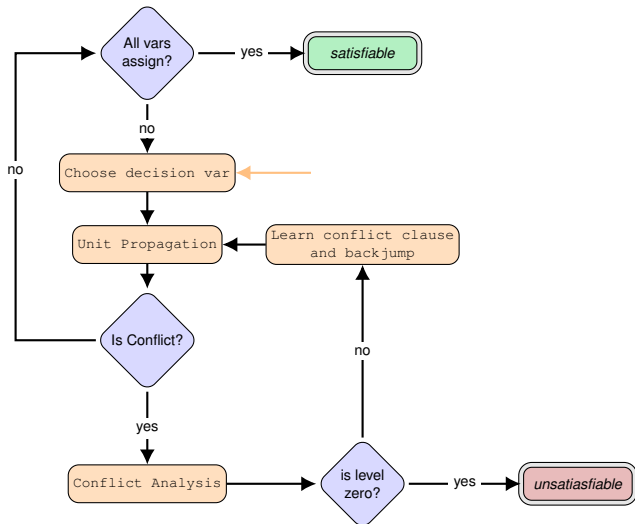 All vars
assign?
yes
satisfiable
no
no
Choose decision var
Unit Propagation
Learn conflict clause
and backjump
Is Conflict?
no
yes
Conflict Analysis
is level
zero?
yes
unsatiasfiable